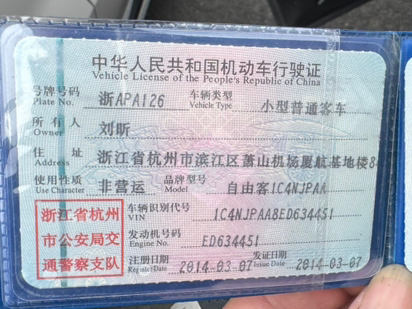 中华人民共和国机动车行驶证
Vehicle License of the People's Republic of China
号牌号码 浙APA126 车辆类型 小型普通客车
Plate No. Vehicle Type
所有人 刘昕
Owner
住址 浙江省杭州市滨江区萧山机场厦航基地楼8
Address
使用性质 非营运 品牌型号 自由客1C4NJPAA
Use Character Model
浙江省杭州 车辆识别代号 1C4NJPAA8ED634451
VIN
市公安局交 发动机号码 ED634451
Engine No.
通警察支队 注册日期 2014-03-07 发证日期 2014-03-07
Register Date Issue Date